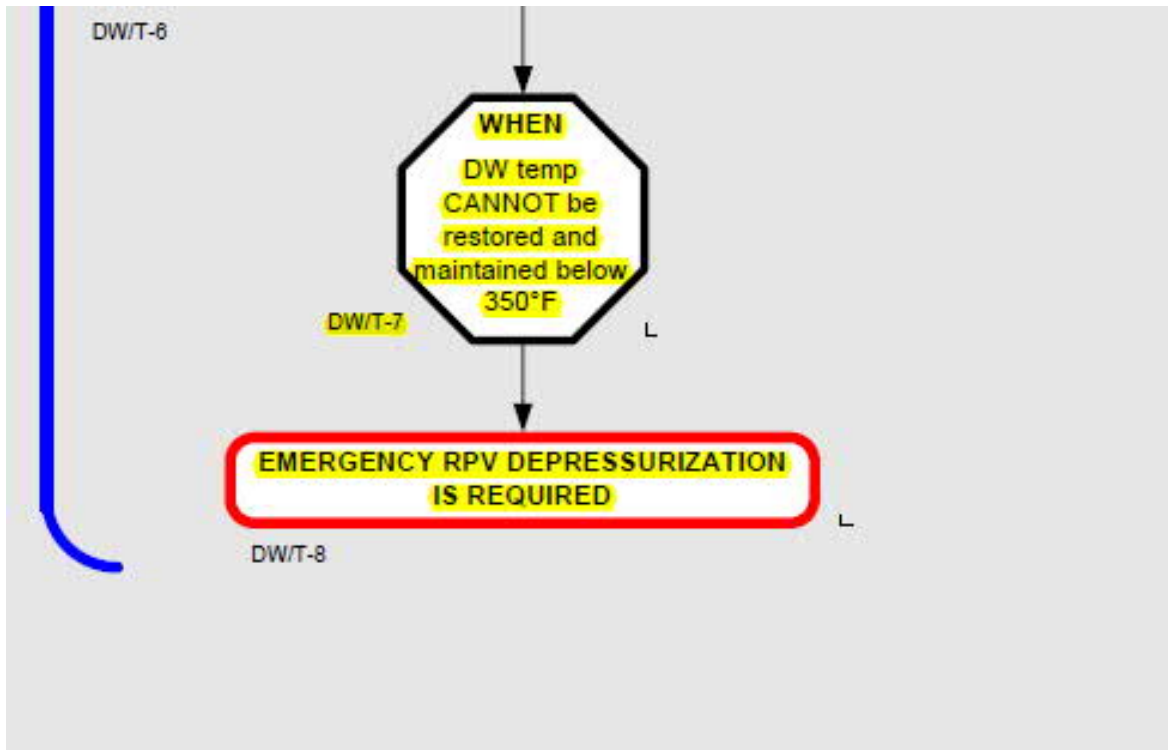 DW/T-6
WHEN
DW temp
CANNOT be
restored and
maintained below
350°F
DW/T-7
EMERGENCY RPV DEPRESSURIZATION
IS REQUIRED
DW/T-8